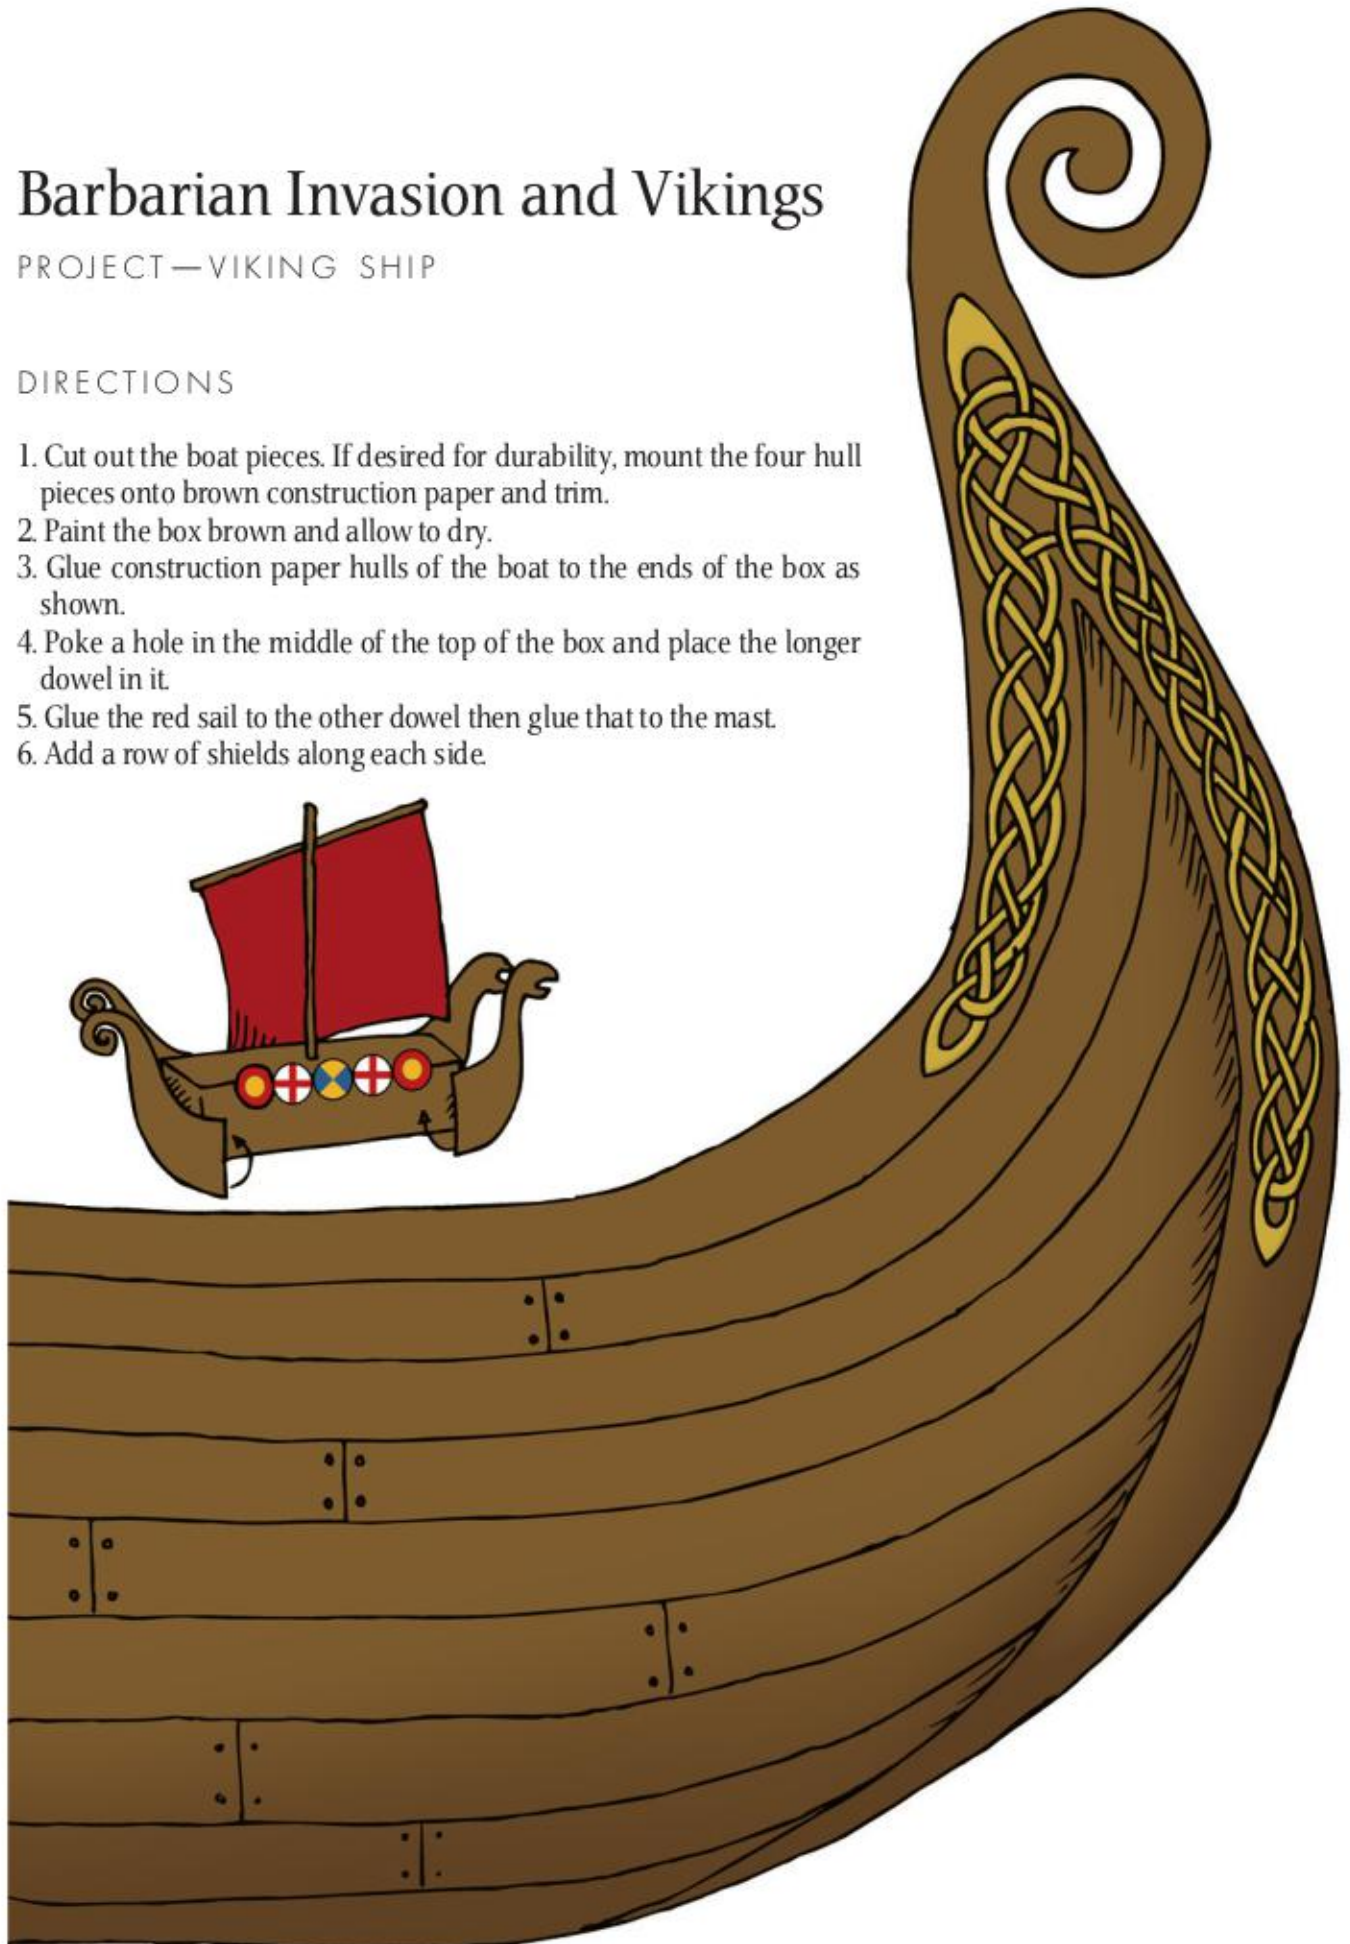 Barbarian Invasion and Vikings
PROJECT—VIKING SHIP
DIRECTIONS
1. Cut out the boat pieces. If desired for durability, mount the four hull
pieces onto brown construction paper and trim.
2. Paint the box brown and allow to dry.
3. Glue construction paper hulls of the boat to the ends of the box as
shown.
4. Poke a hole in the middle of the top of the box and place the longer
dowel in it.
5. Glue the red sail to the other dowel then glue that to the mast.
6. Add a row of shields along each side.